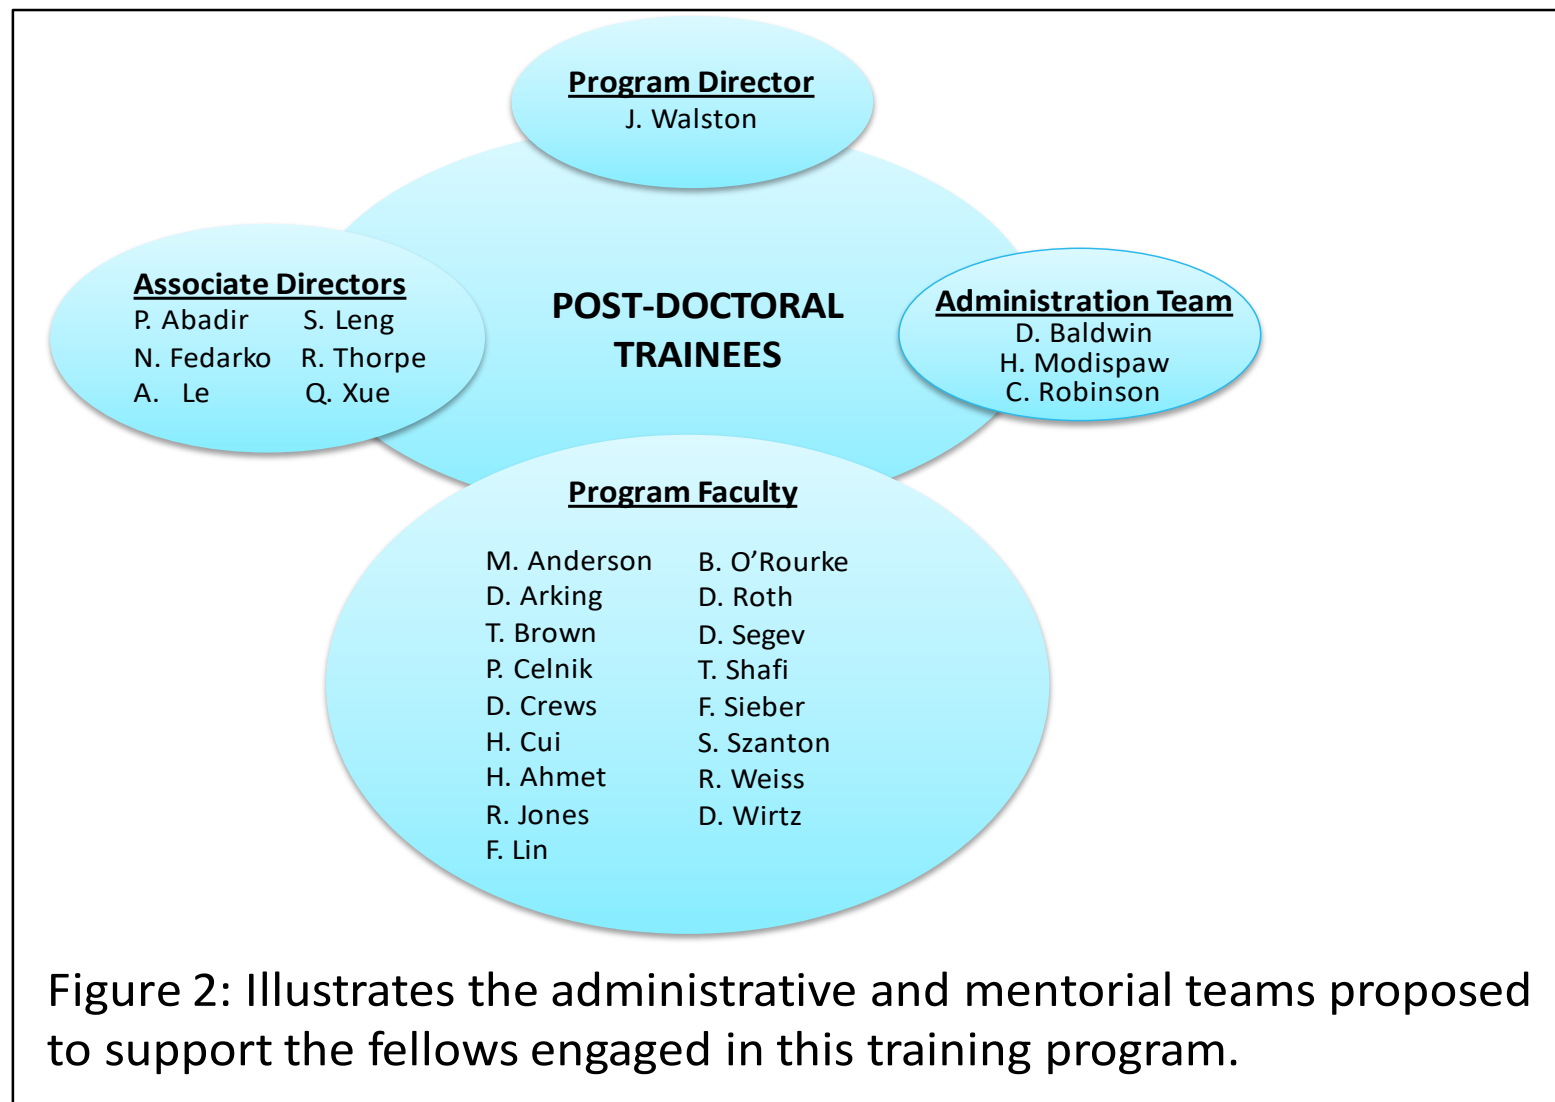 Program Director
J. Walston
Associate Directors
P. Abadir S. Leng
N. Fedarko R. Thorpe
A. Le Q. Xue
POST-DOCTORAL
TRAINEES
Administration Team
D. Baldwin
H. Modispaw
C. Robinson
Program Faculty
M. Anderson B. O’Rourke
D. Arking D. Roth
T. Brown D. Segev
P. Celnik T. Shafi
D. Crews F. Sieber
H. Cui S. Szanton
H. Ahmet R. Weiss
R. Jones D. Wirtz
F. Lin
Figure 2: Illustrates the administrative and mentorial teams proposed
to support the fellows engaged in this training program.